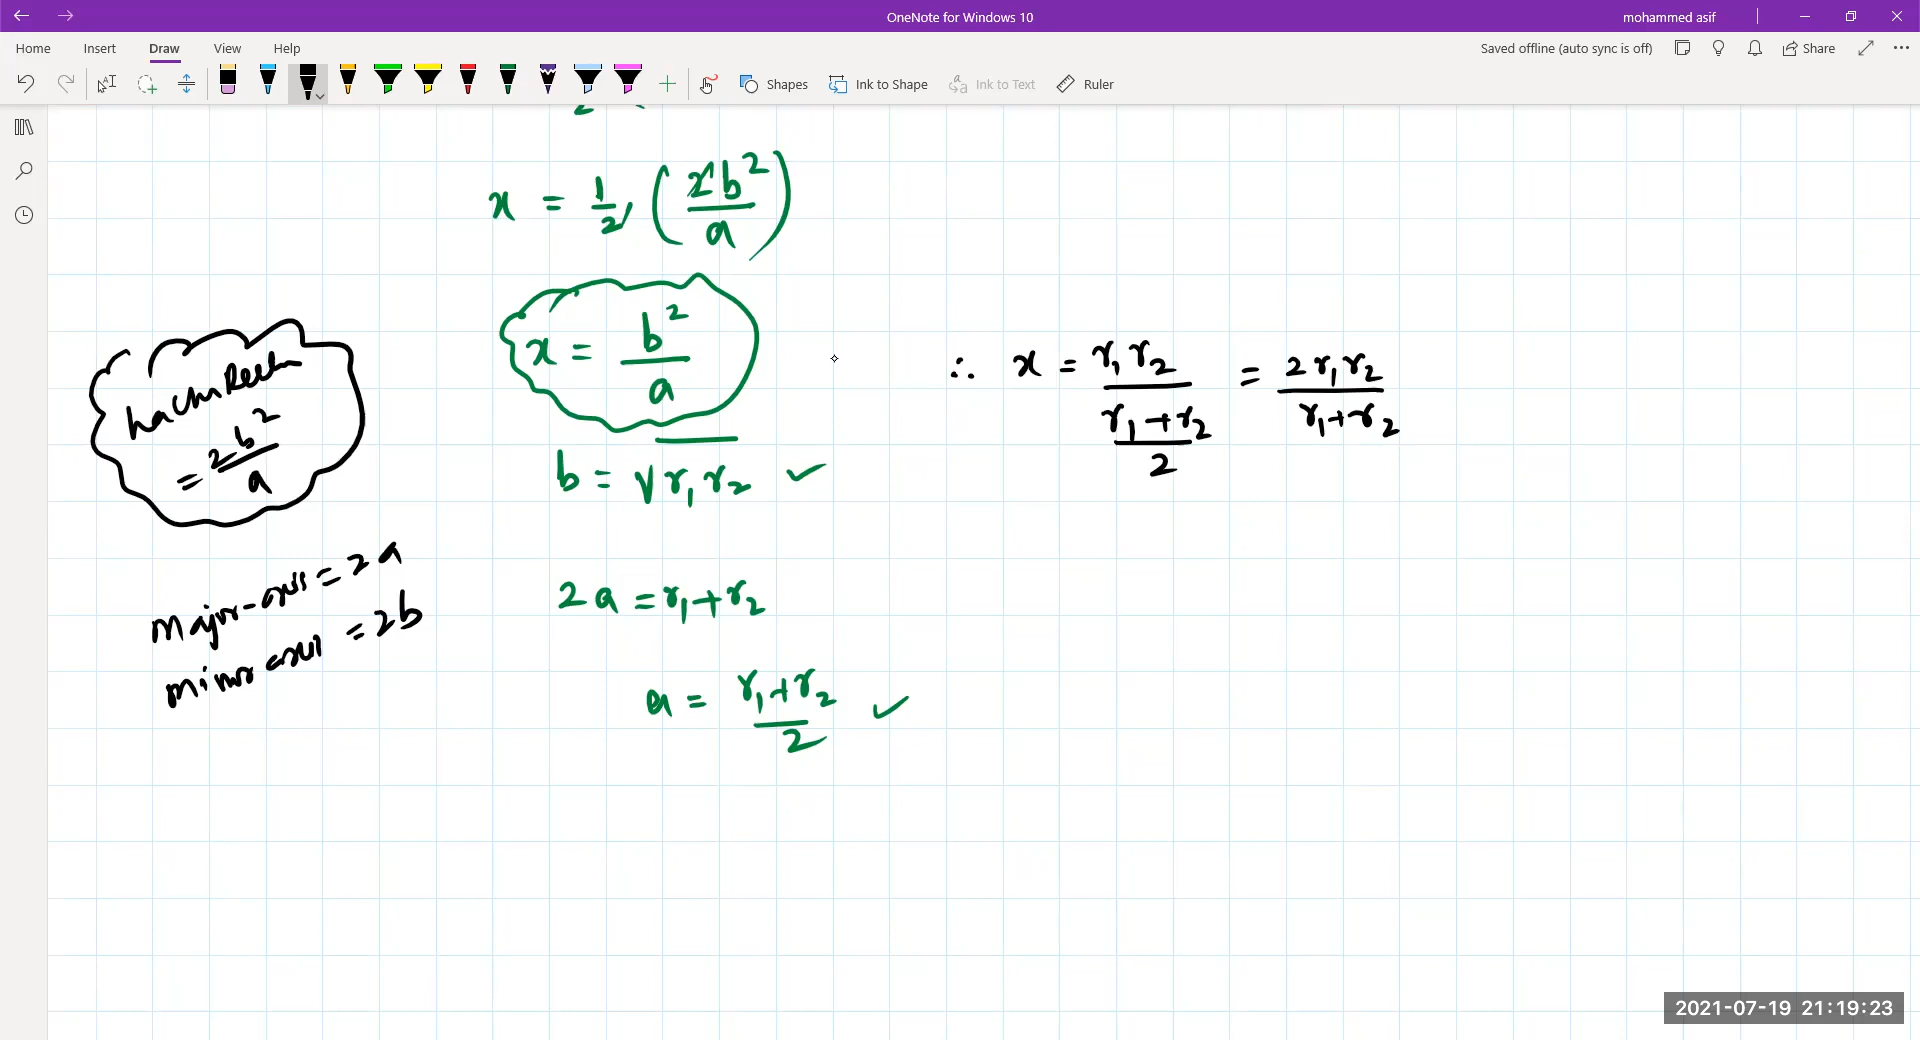 OneNote for Windows 10
mohammed asif
Home Insert Draw View Help
Saved offline (auto sync is off) Share
Shapes Ink to Shape Ink to Text Ruler
x = 1/2 (2b²/a)
x = b²/a
= 2b²/a
b = √r₁r₂ ✓
∴ x = r₁r₂/((r₁+r₂)/2) = 2r₁r₂/(r₁+r₂)
major-axis = 2a
minor axis = 2b
2a = r₁+r₂
a = (r₁+r₂)/2 ✓
2021-07-19 21:19:23